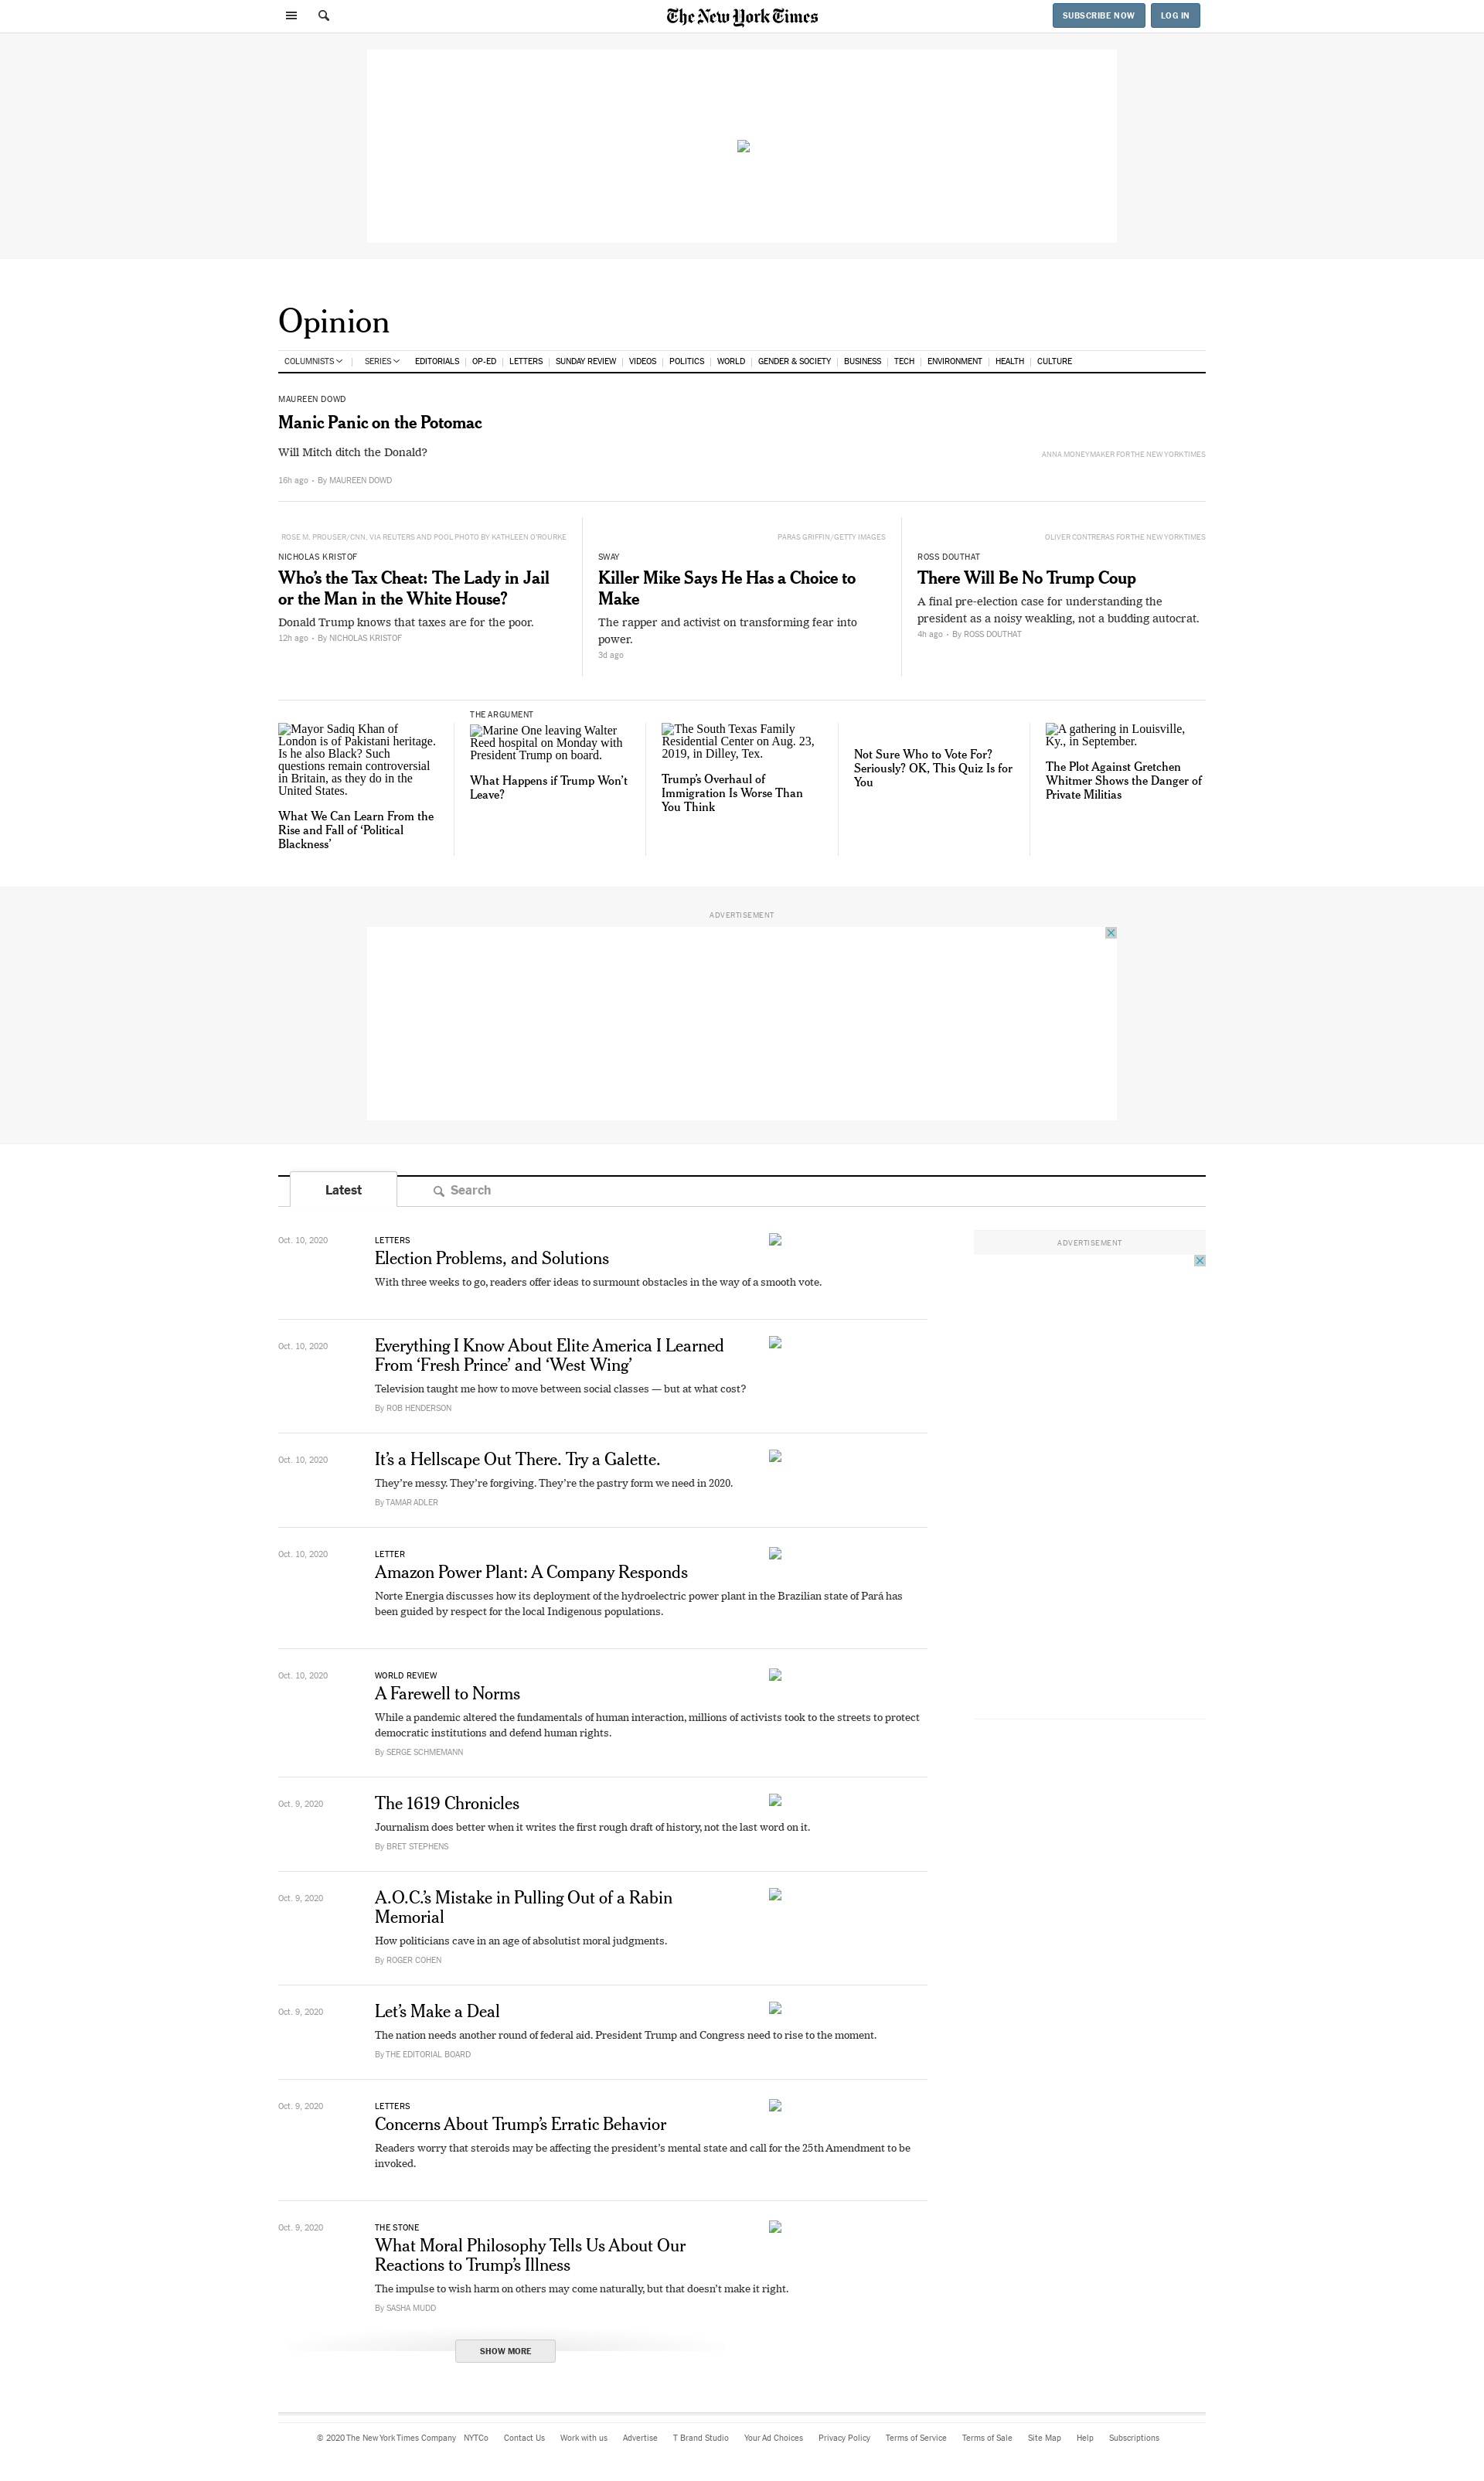 The New York Times
SUBSCRIBE NOW
LOG IN
Opinion
COLUMNISTS
SERIES
EDITORIALS
OP-ED
LETTERS
SUNDAY REVIEW
VIDEOS
POLITICS
WORLD
GENDER & SOCIETY
BUSINESS
TECH
ENVIRONMENT
HEALTH
CULTURE
MAUREEN DOWD
Manic Panic on the Potomac
Will Mitch ditch the Donald?
ANNA MONEYMAKER FOR THE NEW YORK TIMES
16h ago • By MAUREEN DOWD
ROSE M. PROUSER/CNN, VIA REUTERS AND POOL PHOTO BY KATHLEEN O'ROURKE
NICHOLAS KRISTOF
Who’s the Tax Cheat: The Lady in Jail
or the Man in the White House?
Donald Trump knows that taxes are for the poor.
12h ago • By NICHOLAS KRISTOF
PARAS GRIFFIN/GETTY IMAGES
SWAY
Killer Mike Says He Has a Choice to
Make
The rapper and activist on transforming fear into
power.
3d ago
OLIVER CONTRERAS FOR THE NEW YORK TIMES
ROSS DOUTHAT
There Will Be No Trump Coup
A final pre-election case for understanding the
president as a noisy weakling, not a budding autocrat.
4h ago • By ROSS DOUTHAT
Mayor Sadiq Khan of
London is of Pakistani heritage.
Is he also Black? Such
questions remain controversial
in Britain, as they do in the
United States.
What We Can Learn From the
Rise and Fall of ‘Political
Blackness’
THE ARGUMENT
Marine One leaving Walter
Reed hospital on Monday with
President Trump on board.
What Happens if Trump Won’t
Leave?
The South Texas Family
Residential Center on Aug. 23,
2019, in Dilley, Tex.
Trump’s Overhaul of
Immigration Is Worse Than
You Think
Not Sure Who to Vote For?
Seriously? OK, This Quiz Is for
You
A gathering in Louisville,
Ky., in September.
The Plot Against Gretchen
Whitmer Shows the Danger of
Private Militias
ADVERTISEMENT
Latest
Search
ADVERTISEMENT
Oct. 10, 2020
LETTERS
Election Problems, and Solutions
With three weeks to go, readers offer ideas to surmount obstacles in the way of a smooth vote.
Oct. 10, 2020
Everything I Know About Elite America I Learned
From ‘Fresh Prince’ and ‘West Wing’
Television taught me how to move between social classes — but at what cost?
By ROB HENDERSON
Oct. 10, 2020
It’s a Hellscape Out There. Try a Galette.
They’re messy. They’re forgiving. They’re the pastry form we need in 2020.
By TAMAR ADLER
Oct. 10, 2020
LETTER
Amazon Power Plant: A Company Responds
Norte Energia discusses how its deployment of the hydroelectric power plant in the Brazilian state of Pará has
been guided by respect for the local Indigenous populations.
Oct. 10, 2020
WORLD REVIEW
A Farewell to Norms
While a pandemic altered the fundamentals of human interaction, millions of activists took to the streets to protect
democratic institutions and defend human rights.
By SERGE SCHMEMANN
Oct. 9, 2020
The 1619 Chronicles
Journalism does better when it writes the first rough draft of history, not the last word on it.
By BRET STEPHENS
Oct. 9, 2020
A.O.C.’s Mistake in Pulling Out of a Rabin
Memorial
How politicians cave in an age of absolutist moral judgments.
By ROGER COHEN
Oct. 9, 2020
Let’s Make a Deal
The nation needs another round of federal aid. President Trump and Congress need to rise to the moment.
By THE EDITORIAL BOARD
Oct. 9, 2020
LETTERS
Concerns About Trump’s Erratic Behavior
Readers worry that steroids may be affecting the president’s mental state and call for the 25th Amendment to be
invoked.
Oct. 9, 2020
THE STONE
What Moral Philosophy Tells Us About Our
Reactions to Trump’s Illness
The impulse to wish harm on others may come naturally, but that doesn't make it right.
By SASHA MUDD
SHOW MORE
© 2020 The New York Times Company
NYTCo
Contact Us
Work with us
Advertise
T Brand Studio
Your Ad Choices
Privacy Policy
Terms of Service
Terms of Sale
Site Map
Help
Subscriptions